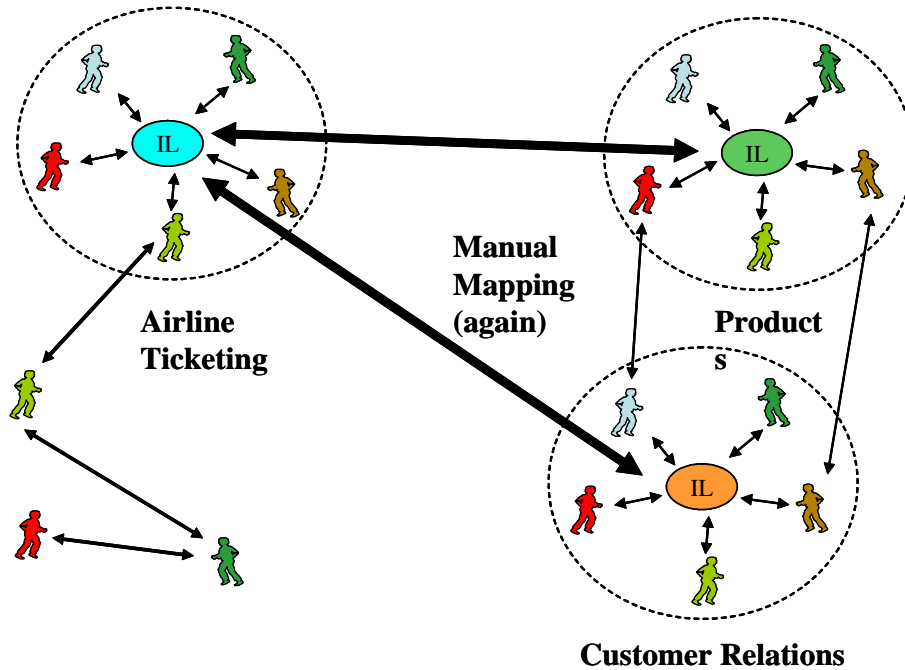 IL
IL
Manual
Mapping
(again)
Airline
Ticketing
Product
s
IL
Customer Relations